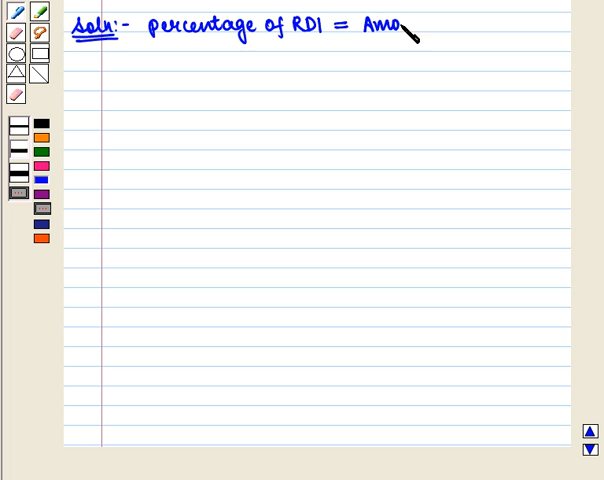 Soln:- percentage of RDI = Amo